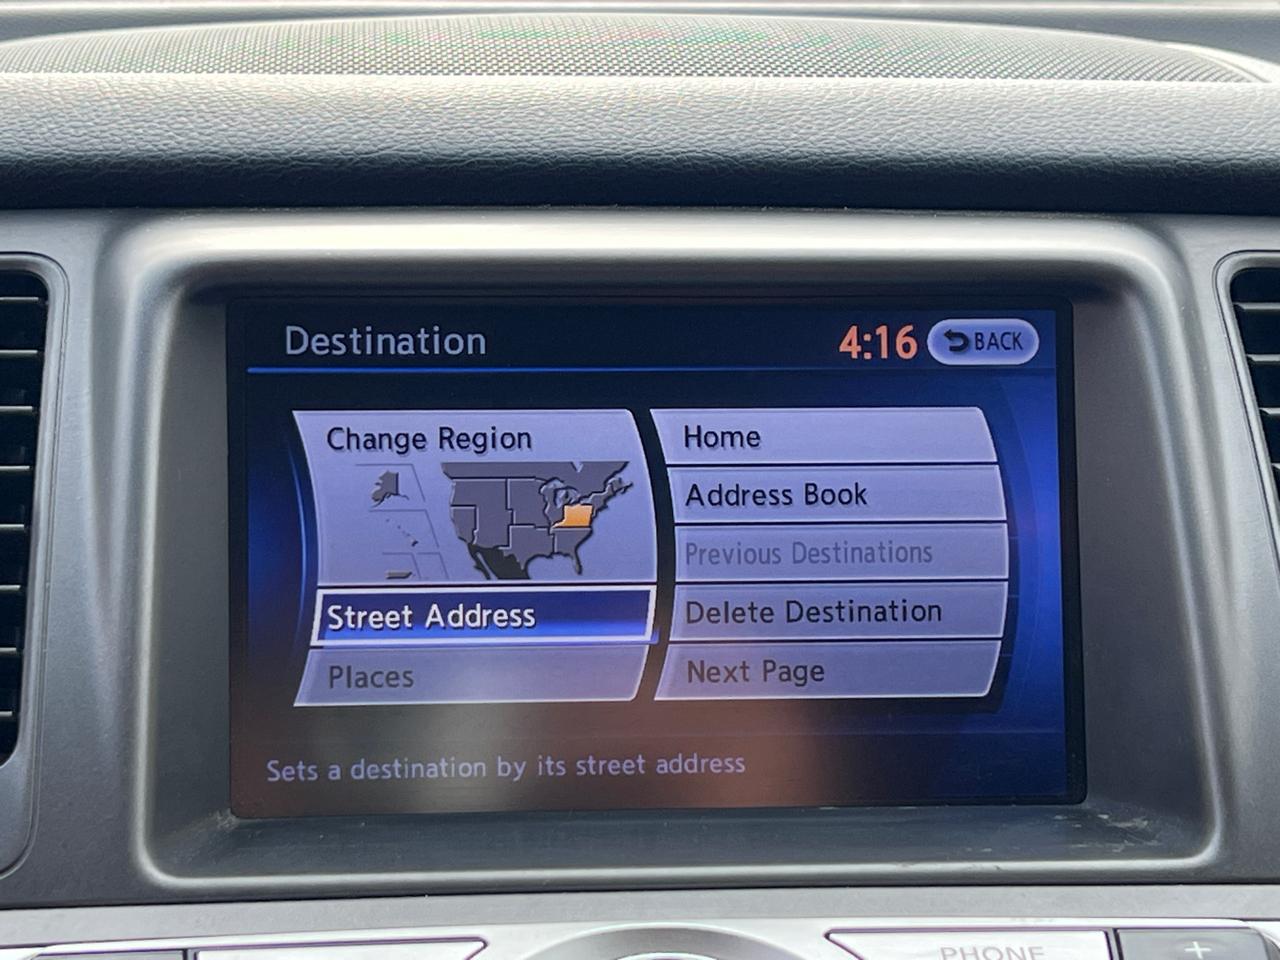 Destination
4:16
BACK
Change Region
Street Address
Places
Home
Address Book
Previous Destinations
Delete Destination
Next Page
Sets a destination by its street address
PHONE
+